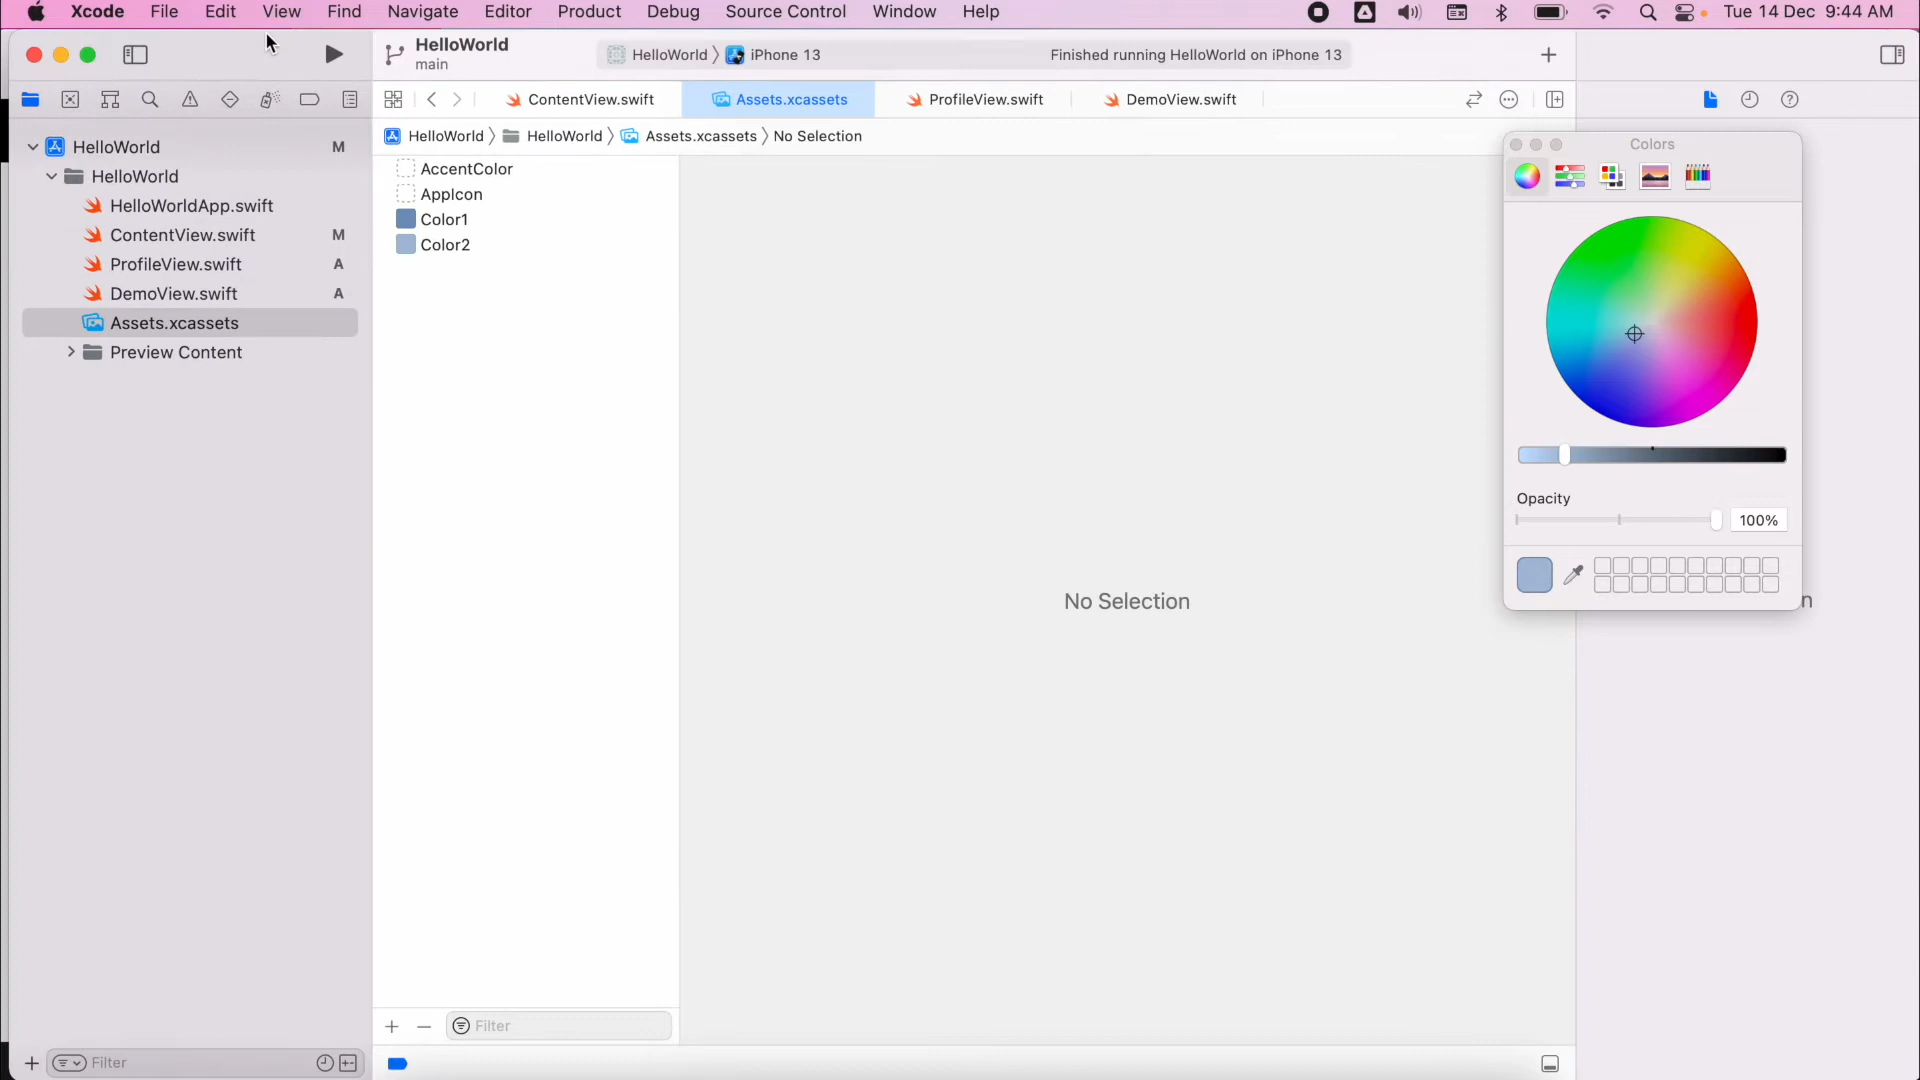 Xcode File Edit View Find Navigate Editor Product Debug Source Control Window Help Tue 14 Dec 9:44 AM
HelloWorld
main
HelloWorld iPhone 13 Finished running HelloWorld on iPhone 13
ContentView.swift Assets.xcassets ProfileView.swift DemoView.swift
HelloWorld HelloWorld Assets.xcassets No Selection
HelloWorld M
HelloWorld
HelloWorldApp.swift
ContentView.swift M
ProfileView.swift A
DemoView.swift A
Assets.xcassets
Preview Content
AccentColor
AppIcon
Color1
Color2
No Selection
Colors
Opacity
100%
n
Filter
Filter